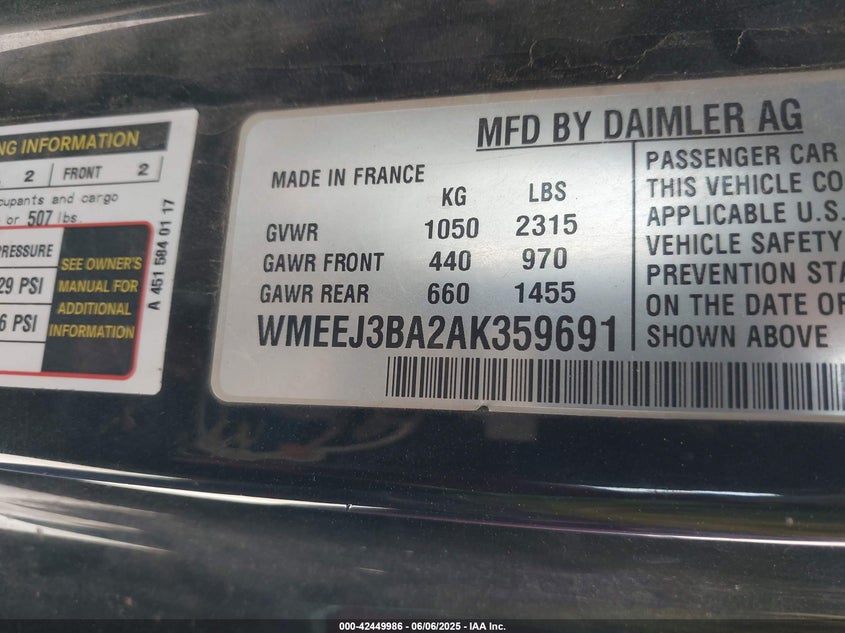 NG INFORMATION
2 FRONT 2
cupants and cargo
or 507 lbs.
PRESSURE
29 PSI
6 PSI
SEE OWNER'S
MANUAL FOR
ADDITIONAL
INFORMATION
A 451 584 01 17
MFD BY DAIMLER AG
MADE IN FRANCE
KG LBS
GVWR 1050 2315
GAWR FRONT 440 970
GAWR REAR 660 1455
WMEEJ3BA2AK359691
PASSENGER CAR
THIS VEHICLE CO
APPLICABLE U.S.
VEHICLE SAFETY
PREVENTION STA
ON THE DATE OF
SHOWN ABOVE
000-42449986 - 06/06/2025 - IAA Inc.